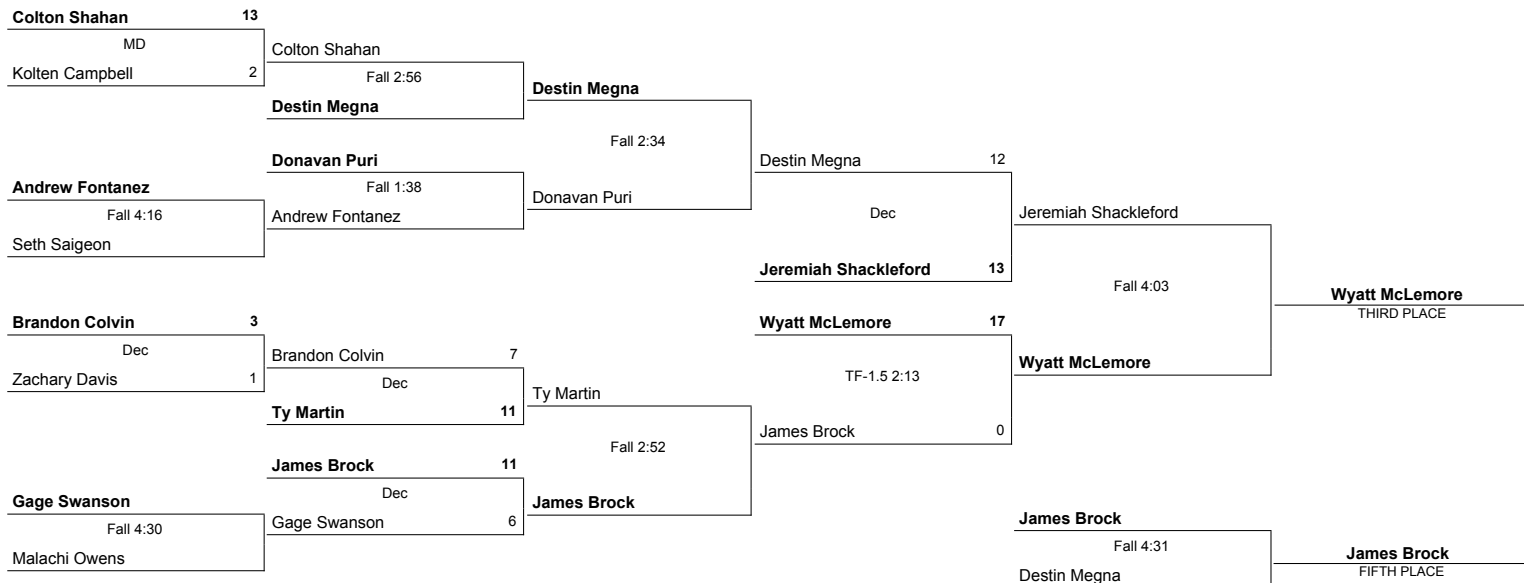 Colton Shahan 13
MD
Kolten Campbell 2
Andrew Fontanez
Fall 4:16
Seth Saigeon
Brandon Colvin 3
Dec
Zachary Davis 1
Gage Swanson
Fall 4:30
Malachi Owens
Colton Shahan
Fall 2:56
Destin Megna
Donavan Puri
Fall 1:38
Andrew Fontanez
Brandon Colvin 7
Dec
Ty Martin 11
James Brock 11
Dec
Gage Swanson 6
Destin Megna
Fall 2:34
Donavan Puri
Ty Martin
Fall 2:52
James Brock
Destin Megna 12
Dec
Jeremiah Shackleford 13
Wyatt McLemore 17
TF-1.5 2:13
James Brock 0
Jeremiah Shackleford
Fall 4:03
Wyatt McLemore
Wyatt McLemore
THIRD PLACE
James Brock
Fall 4:31
Destin Megna
James Brock
FIFTH PLACE